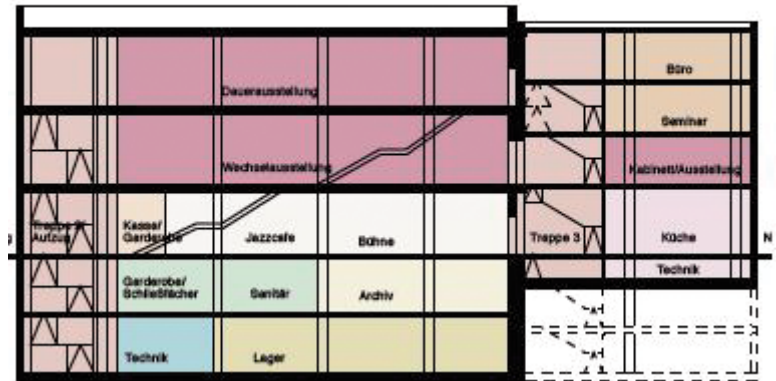 Dauerausstellung
Büro
Seminar
Wechselausstellung
Kabinett/Ausstellung
Treppe 2/
Aufzug
Kasse/
Garderobe
Jazzcafe
Bühne
Treppe 3
Küche
N
Technik
Garderobe/
Schließfächer
Sanitär
Archiv
Technik
Lager